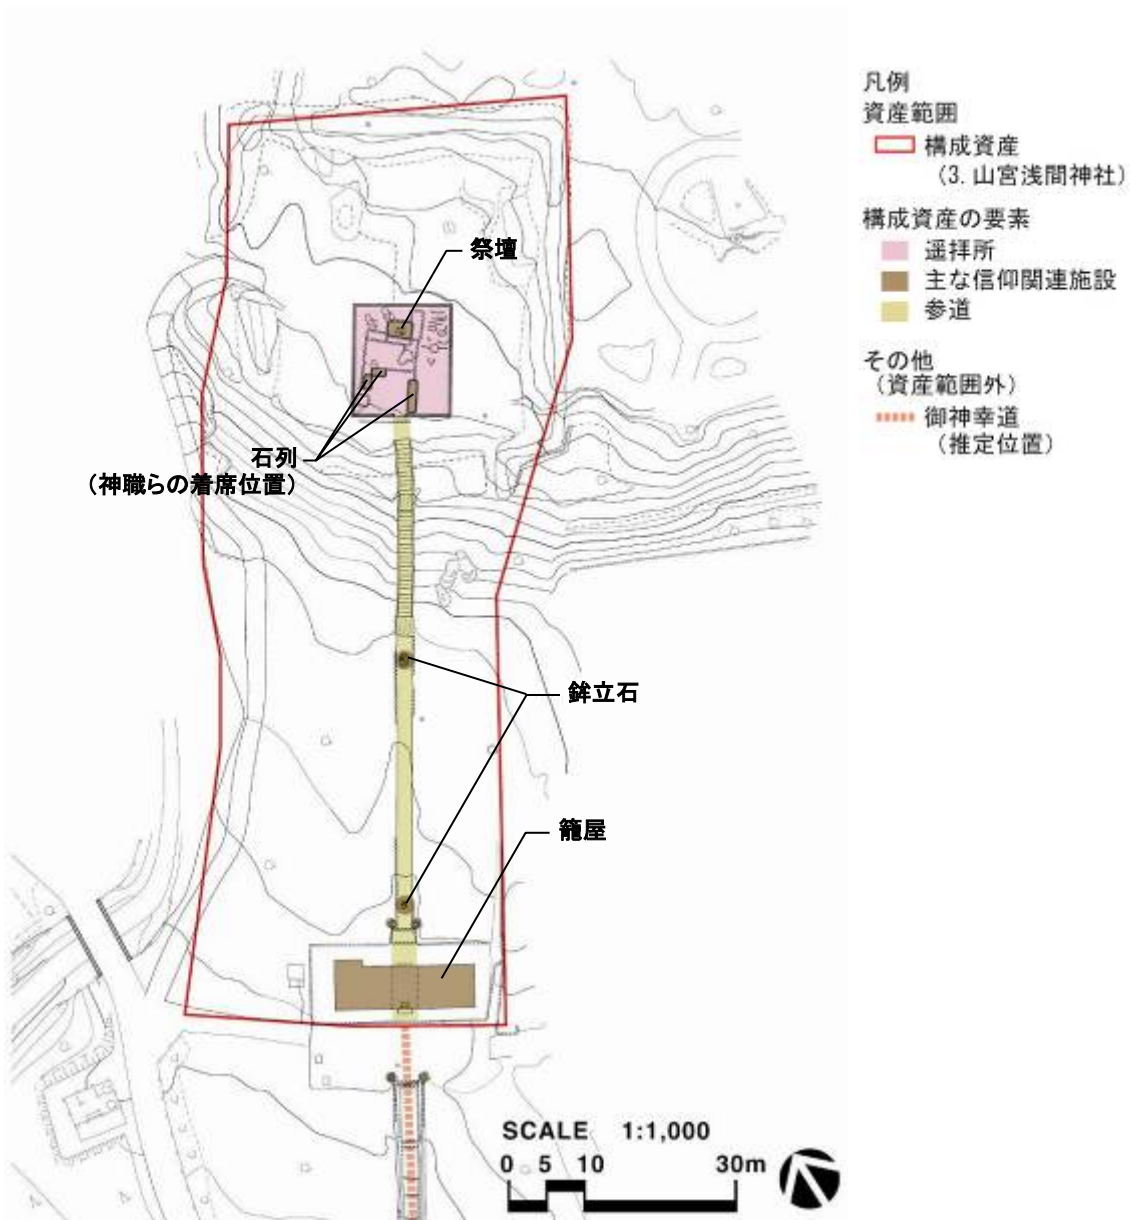 凡例
資産範囲
構成資産
（3. 山宮浅間神社）
構成資産の要素
遥拝所
主な信仰関連施設
参道
その他
（資産範囲外）
御神幸道
（推定位置）
祭壇
石列
（神職らの着席位置）
鉾立石
籠屋
SCALE 1:1,000
0 5 10 30m